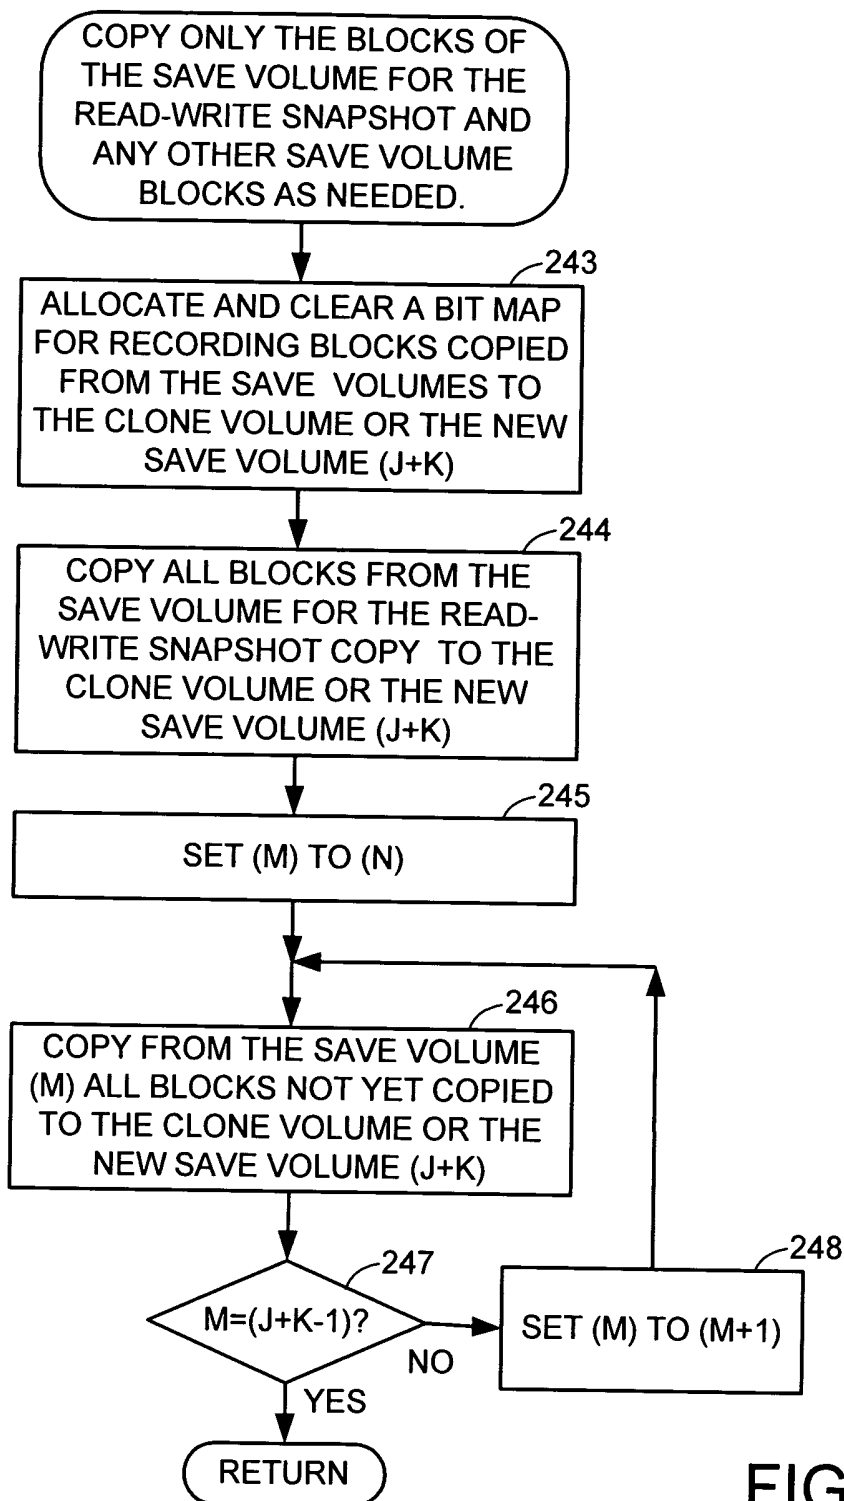 COPY ONLY THE BLOCKS OF
THE SAVE VOLUME FOR THE
READ-WRITE SNAPSHOT AND
ANY OTHER SAVE VOLUME
BLOCKS AS NEEDED.
243
ALLOCATE AND CLEAR A BIT MAP
FOR RECORDING BLOCKS COPIED
FROM THE SAVE VOLUMES TO
THE CLONE VOLUME OR THE NEW
SAVE VOLUME (J+K)
244
COPY ALL BLOCKS FROM THE
SAVE VOLUME FOR THE READ-
WRITE SNAPSHOT COPY TO THE
CLONE VOLUME OR THE NEW
SAVE VOLUME (J+K)
245
SET (M) TO (N)
246
COPY FROM THE SAVE VOLUME
(M) ALL BLOCKS NOT YET COPIED
TO THE CLONE VOLUME OR THE
NEW SAVE VOLUME (J+K)
247
M=(J+K-1)?
NO
248
SET (M) TO (M+1)
YES
RETURN
FIG